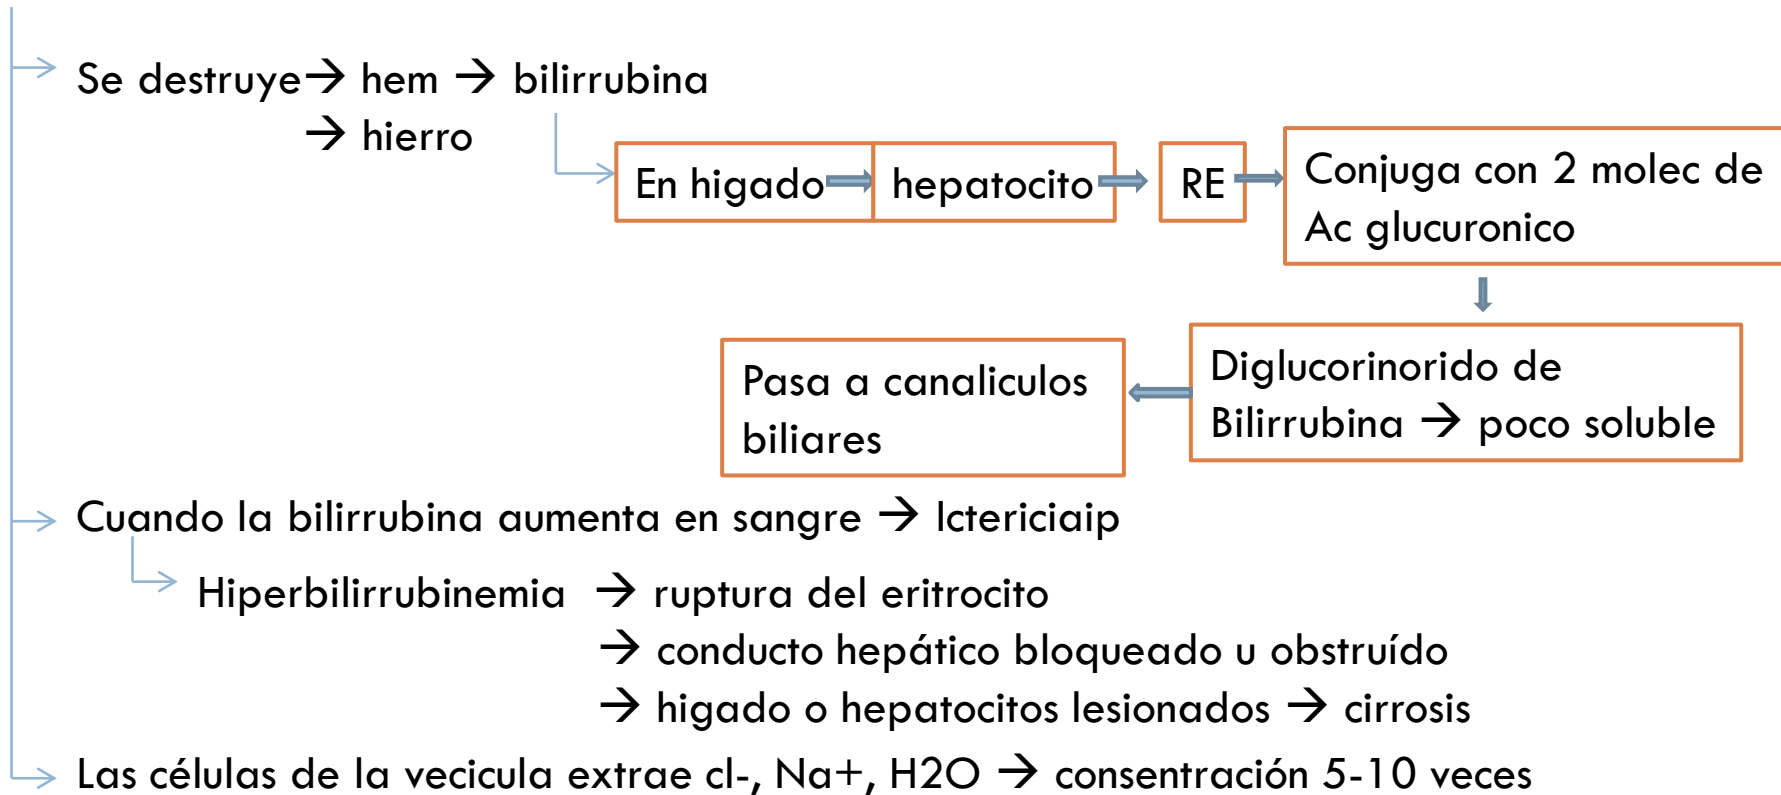 Se destruye→ hem → bilirrubina
→ hierro
En higado
hepatocito
RE
Conjuga con 2 molec de
Ac glucuronico
Diglucorinorido de
Bilirrubina → poco soluble
Pasa a canaliculos
biliares
Cuando la bilirrubina aumenta en sangre → Ictericiaip
Hiperbilirrubinemia → ruptura del eritrocito
→ conducto hepático bloqueado u obstruído
→ higado o hepatocitos lesionados → cirrosis
Las células de la vecicula extrae cl-, Na+, H2O → consentración 5-10 veces